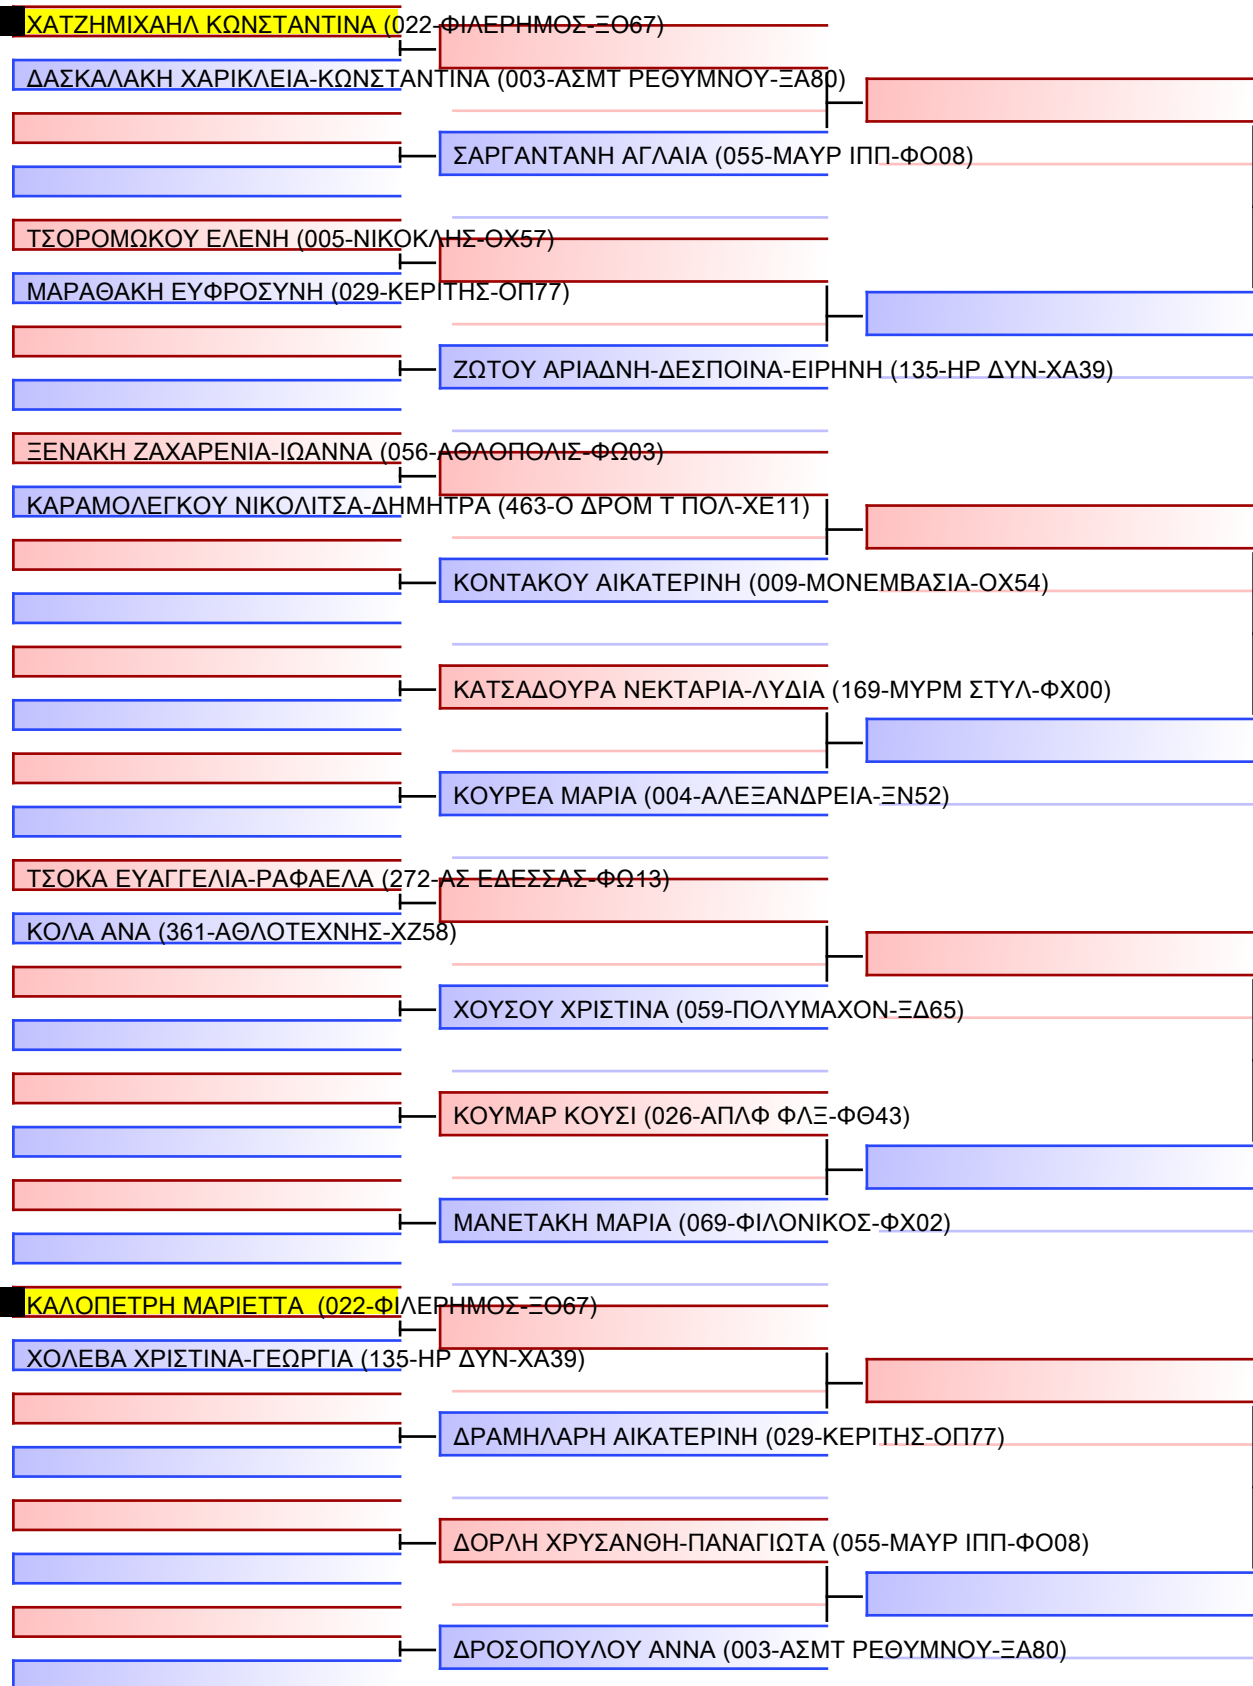 ΧΑΤΖΗΜΙΧΑΗΛ ΚΩΝΣΤΑΝΤΙΝΑ (022-ΦΙΛΕΡΗΜΟΣ-ΞΟ67)
ΔΑΣΚΑΛΑΚΗ ΧΑΡΙΚΛΕΙΑ-ΚΩΝΣΤΑΝΤΙΝΑ (003-ΑΣΜΤ ΡΕΘΥΜΝΟΥ-ΞΑ80)
ΣΑΡΓΑΝΤΑΝΗ ΑΓΛΑΙΑ (055-ΜΑΥΡ ΙΠΠ-ΦΟ08)
ΤΣΟΡΟΜΩΚΟΥ ΕΛΕΝΗ (005-ΝΙΚΟΚΛΗΣ-ΟΧ57)
ΜΑΡΑΘΑΚΗ ΕΥΦΡΟΣΥΝΗ (029-ΚΕΡΙΤΗΣ-ΟΠ77)
ΖΩΤΟΥ ΑΡΙΑΔΝΗ-ΔΕΣΠΟΙΝΑ-ΕΙΡΗΝΗ (135-ΗΡ ΔΥΝ-ΧΑ39)
ΞΕΝΑΚΗ ΖΑΧΑΡΕΝΙΑ-ΙΩΑΝΝΑ (056-ΑΘΛΟΠΟΛΙΣ-ΦΩ03)
ΚΑΡΑΜΟΛΕΓΚΟΥ ΝΙΚΟΛΙΤΣΑ-ΔΗΜΗΤΡΑ (463-Ο ΔΡΟΜ Τ ΠΟΛ-ΧΕ11)
ΚΟΝΤΑΚΟΥ ΑΙΚΑΤΕΡΙΝΗ (009-ΜΟΝΕΜΒΑΣΙΑ-ΟΧ54)
ΚΑΤΣΑΔΟΥΡΑ ΝΕΚΤΑΡΙΑ-ΛΥΔΙΑ (169-ΜΥΡΜ ΣΤΥΛ-ΦΧ00)
ΚΟΥΡΕΑ ΜΑΡΙΑ (004-ΑΛΕΞΑΝΔΡΕΙΑ-ΞΝ52)
ΤΣΟΚΑ ΕΥΑΓΓΕΛΙΑ-ΡΑΦΑΕΛΑ (272-ΑΣ ΕΔΕΣΣΑΣ-ΦΩ13)
ΚΟΛΑ ΑΝΑ (361-ΑΘΛΟΤΕΧΝΗΣ-ΧΖ58)
ΧΟΥΣΟΥ ΧΡΙΣΤΙΝΑ (059-ΠΟΛΥΜΑΧΟΝ-ΞΔ65)
ΚΟΥΜΑΡ ΚΟΥΣΙ (026-ΑΠΛΦ ΦΛΞ-ΦΘ43)
ΜΑΝΕΤΑΚΗ ΜΑΡΙΑ (069-ΦΙΛΟΝΙΚΟΣ-ΦΧ02)
ΚΑΛΟΠΕΤΡΗ ΜΑΡΙΕΤΤΑ  (022-ΦΙΛΕΡΗΜΟΣ-ΞΟ67)
ΧΟΛΕΒΑ ΧΡΙΣΤΙΝΑ-ΓΕΩΡΓΙΑ (135-ΗΡ ΔΥΝ-ΧΑ39)
ΔΡΑΜΗΛΑΡΗ ΑΙΚΑΤΕΡΙΝΗ (029-ΚΕΡΙΤΗΣ-ΟΠ77)
ΔΟΡΛΗ ΧΡΥΣΑΝΘΗ-ΠΑΝΑΓΙΩΤΑ (055-ΜΑΥΡ ΙΠΠ-ΦΟ08)
ΔΡΟΣΟΠΟΥΛΟΥ ΑΝΝΑ (003-ΑΣΜΤ ΡΕΘΥΜΝΟΥ-ΞΑ80)